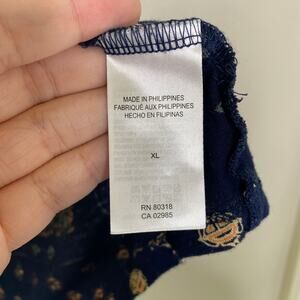 MADE IN PHILIPPINES
FABRIQUÉ AUX PHILIPPINES
HECHO EN FILIPINAS
XL
RN 80318
CA 02985